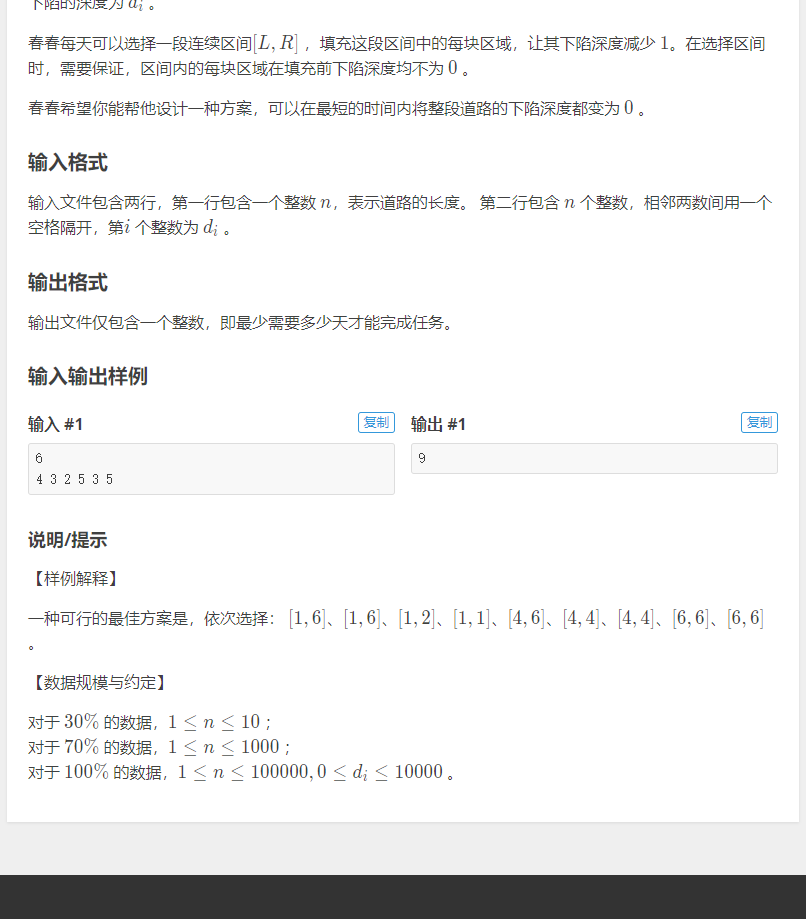 下陷的深度为 dᵢ 。
春春每天可以选择一段连续区间[L, R] ，填充这段区间中的每块区域，让其下陷深度减少 1。在选择区间
时，需要保证，区间内的每块区域在填充前下陷深度均不为 0 。
春春希望你能帮他设计一种方案，可以在最短的时间内将整段道路的下陷深度都变为 0 。
输入格式
输入文件包含两行，第一行包含一个整数 n，表示道路的长度。 第二行包含 n 个整数，相邻两数间用一个
空格隔开，第i 个整数为 dᵢ 。
输出格式
输出文件仅包含一个整数，即最少需要多少天才能完成任务。
输入输出样例
输入 #1 复制
6
4 3 2 5 3 5
输出 #1 复制
9
说明/提示
【样例解释】
一种可行的最佳方案是，依次选择： [1, 6]、[1, 6]、[1, 2]、[1, 1]、[4, 6]、[4, 4]、[4, 4]、[6, 6]、[6, 6]
。
【数据规模与约定】
对于 30% 的数据，1 ≤ n ≤ 10 ；
对于 70% 的数据，1 ≤ n ≤ 1000 ；
对于 100% 的数据，1 ≤ n ≤ 100000, 0 ≤ dᵢ ≤ 10000 。